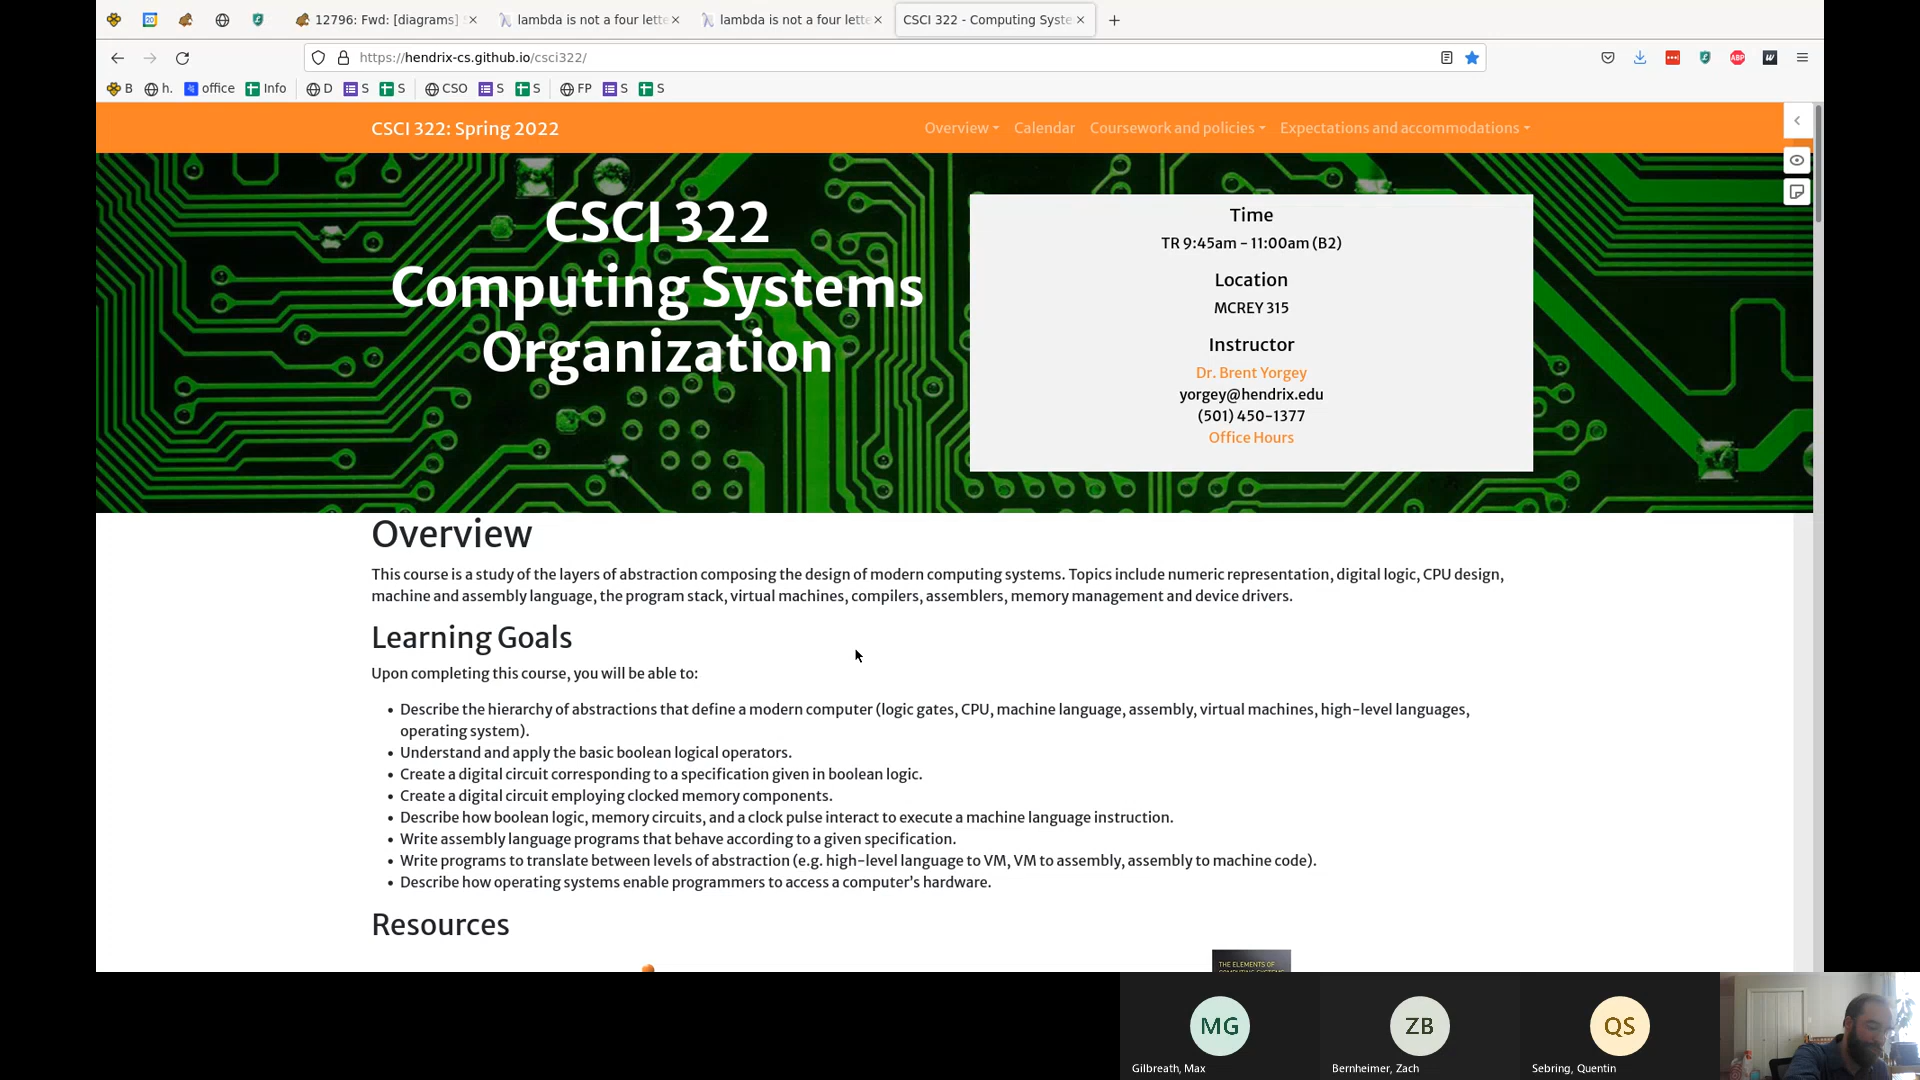 12796: Fwd: [diagrams]
lambda is not a four lette
lambda is not a four lette
CSCI 322 - Computing Syste
https://hendrix-cs.github.io/csci322/
B h. office Info D S S CSO S S FP S S
CSCI 322: Spring 2022
Overview Calendar Coursework and policies Expectations and accommodations
CSCI 322
Computing Systems
Organization
Time
TR 9:45am - 11:00am (B2)
Location
MCREY 315
Instructor
Dr. Brent Yorgey
yorgey@hendrix.edu
(501) 450-1377
Office Hours
Overview
This course is a study of the layers of abstraction composing the design of modern computing systems. Topics include numeric representation, digital logic, CPU design,
machine and assembly language, the program stack, virtual machines, compilers, assemblers, memory management and device drivers.
Learning Goals
Upon completing this course, you will be able to:
• Describe the hierarchy of abstractions that define a modern computer (logic gates, CPU, machine language, assembly, virtual machines, high-level languages,
operating system).
• Understand and apply the basic boolean logical operators.
• Create a digital circuit corresponding to a specification given in boolean logic.
• Create a digital circuit employing clocked memory components.
• Describe how boolean logic, memory circuits, and a clock pulse interact to execute a machine language instruction.
• Write assembly language programs that behave according to a given specification.
• Write programs to translate between levels of abstraction (e.g. high-level language to VM, VM to assembly, assembly to machine code).
• Describe how operating systems enable programmers to access a computer's hardware.
Resources
THE ELEMENTS OF
MG
ZB
QS
Gilbreath, Max
Bernheimer, Zach
Sebring, Quentin